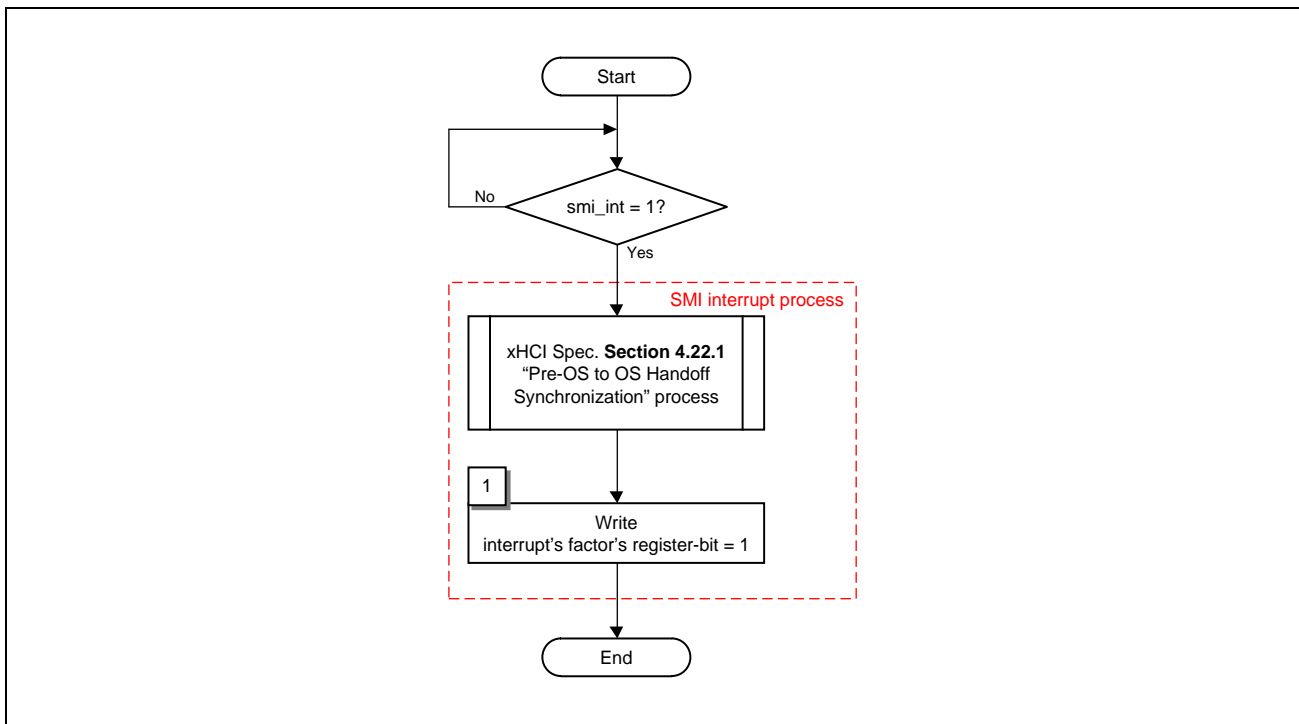 Start
No
smi_int = 1?
Yes
SMI interrupt process
xHCI Spec. Section 4.22.1
“Pre-OS to OS Handoff
Synchronization” process
1
Write
interrupt’s factor’s register-bit = 1
End